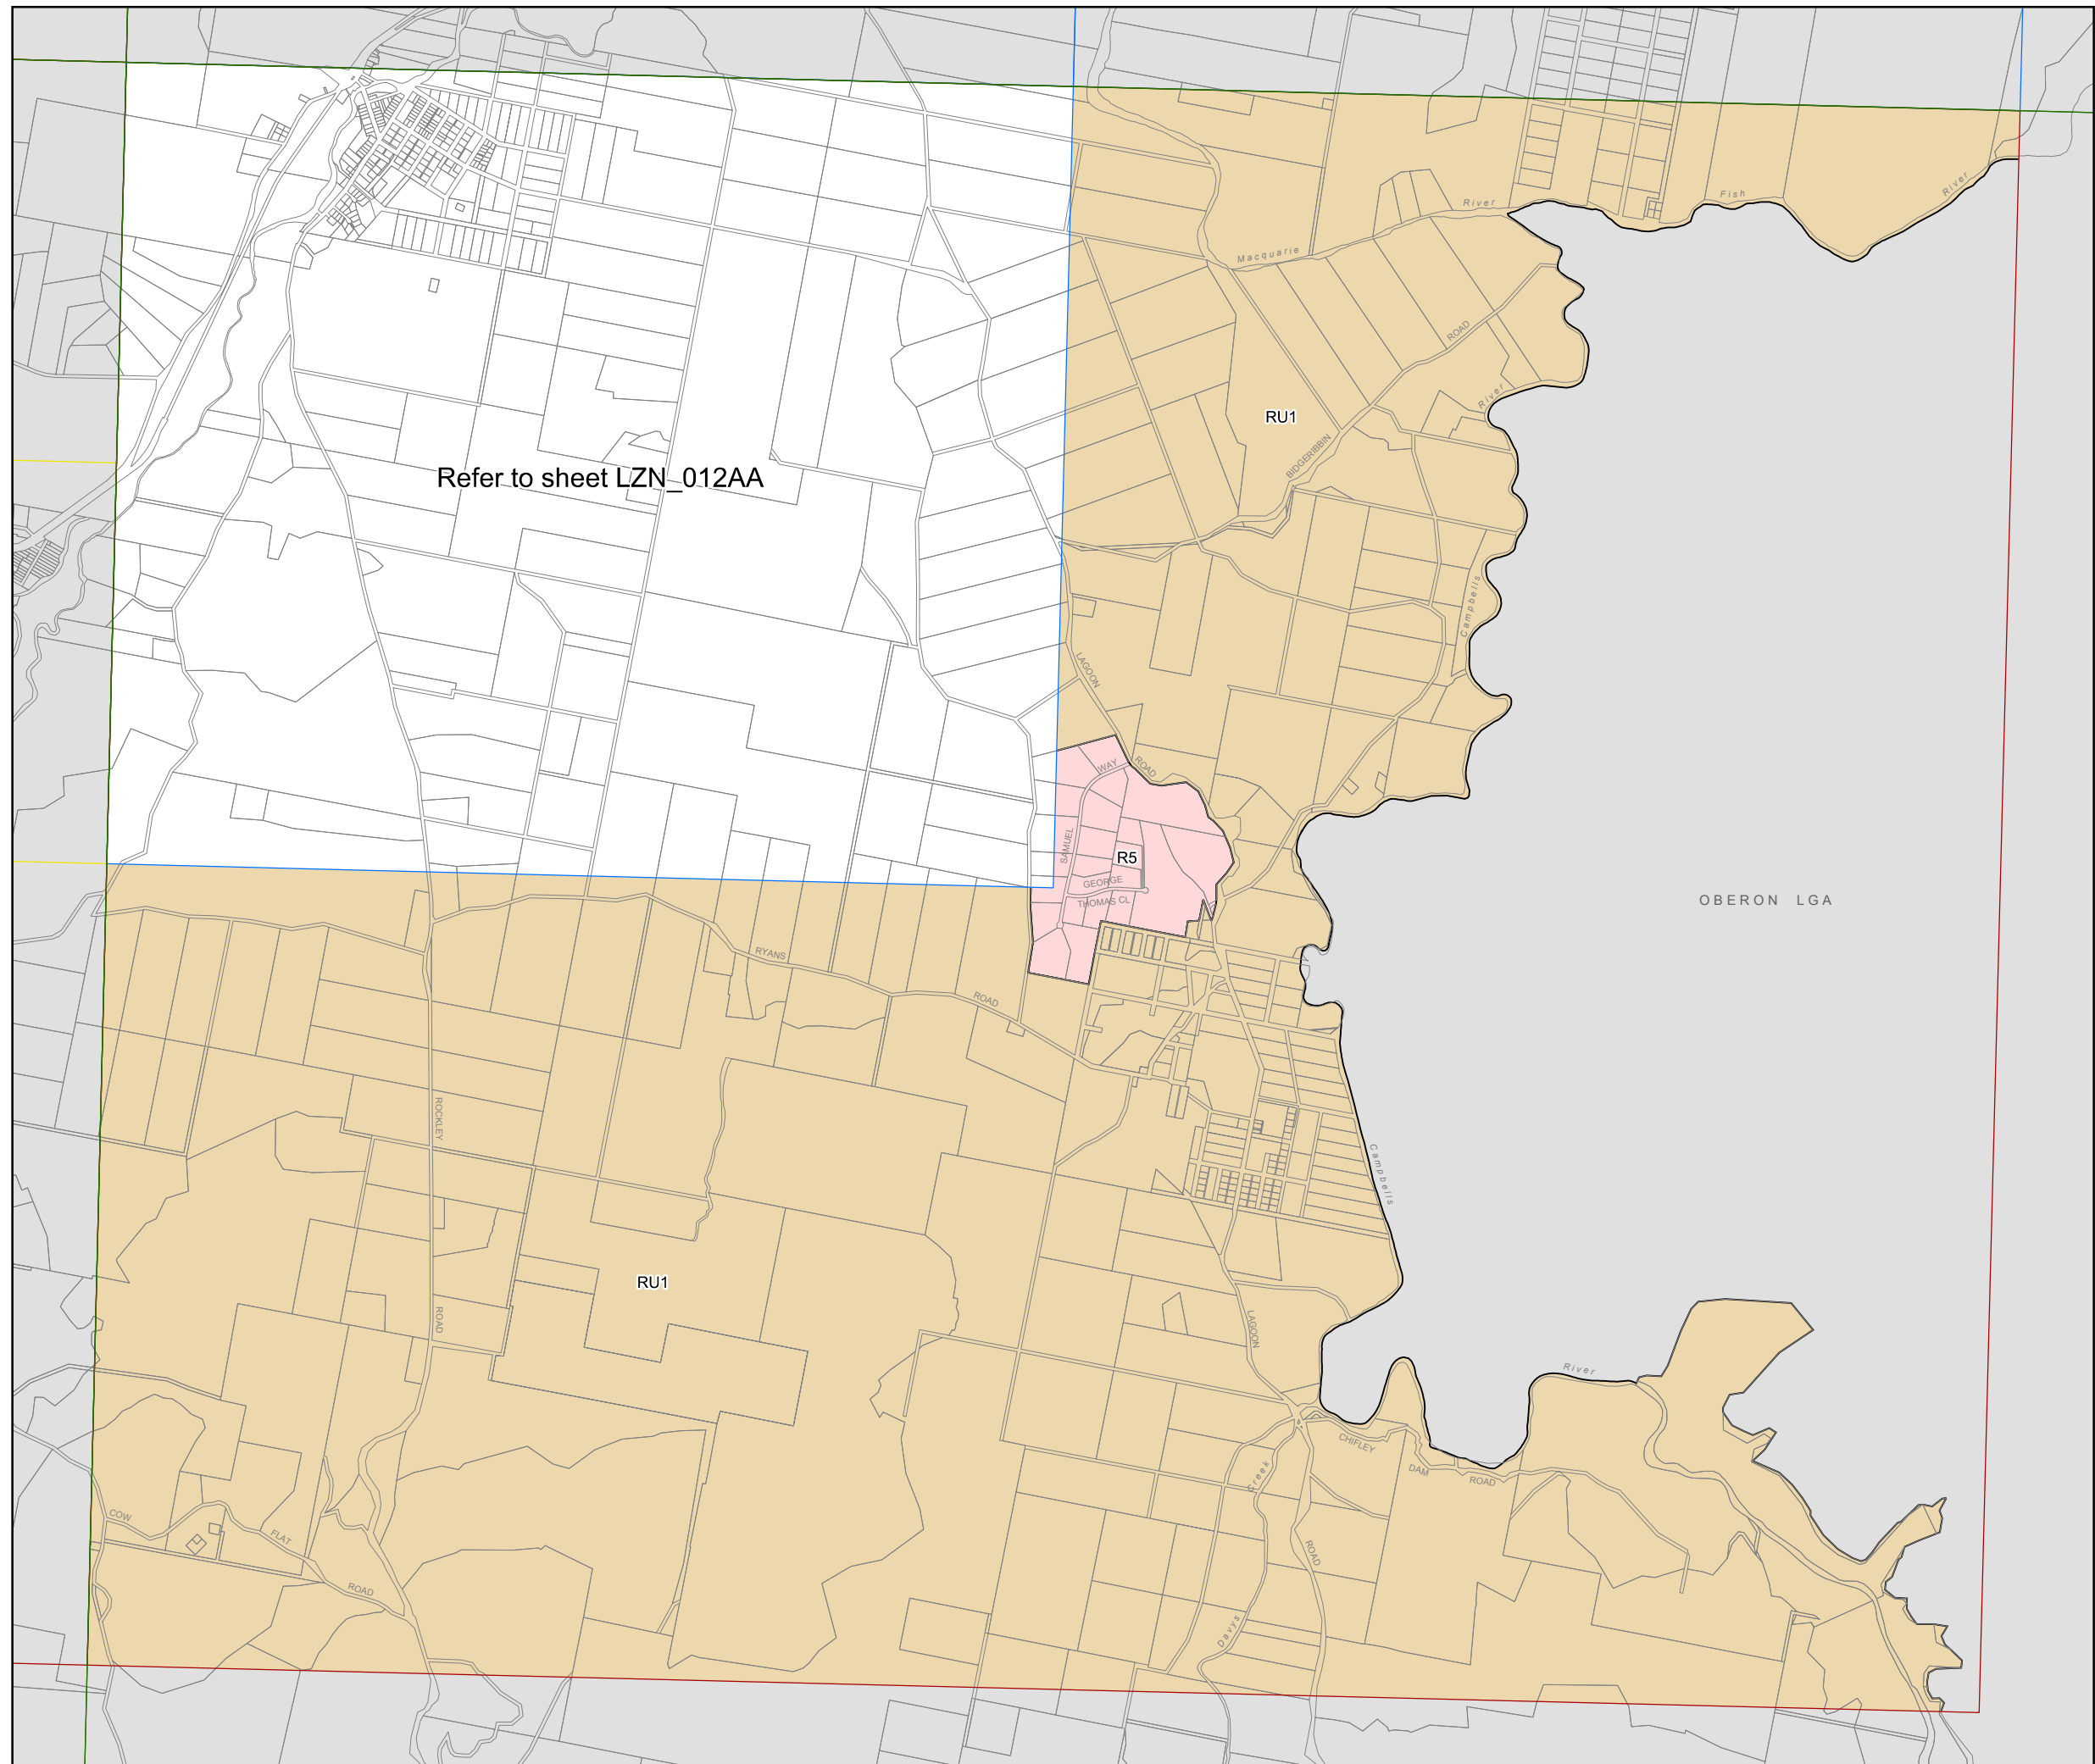 Fish
River
River
Macquarie
ROAD
River
RU1
BIDGERIBBIN
Refer to sheet LZN_012AA
Campbells
LAGOON
ROAD
WAY
SAMUEL
R5
GEORGE
THOMAS CL
OBERON LGA
RYANS
ROAD
ROCKLEY
Campbells
RU1
ROAD
LAGOON
River
CHIFLEY
DAM
ROAD
Creek
COW
FLAT
ROAD
ROAD
Davys